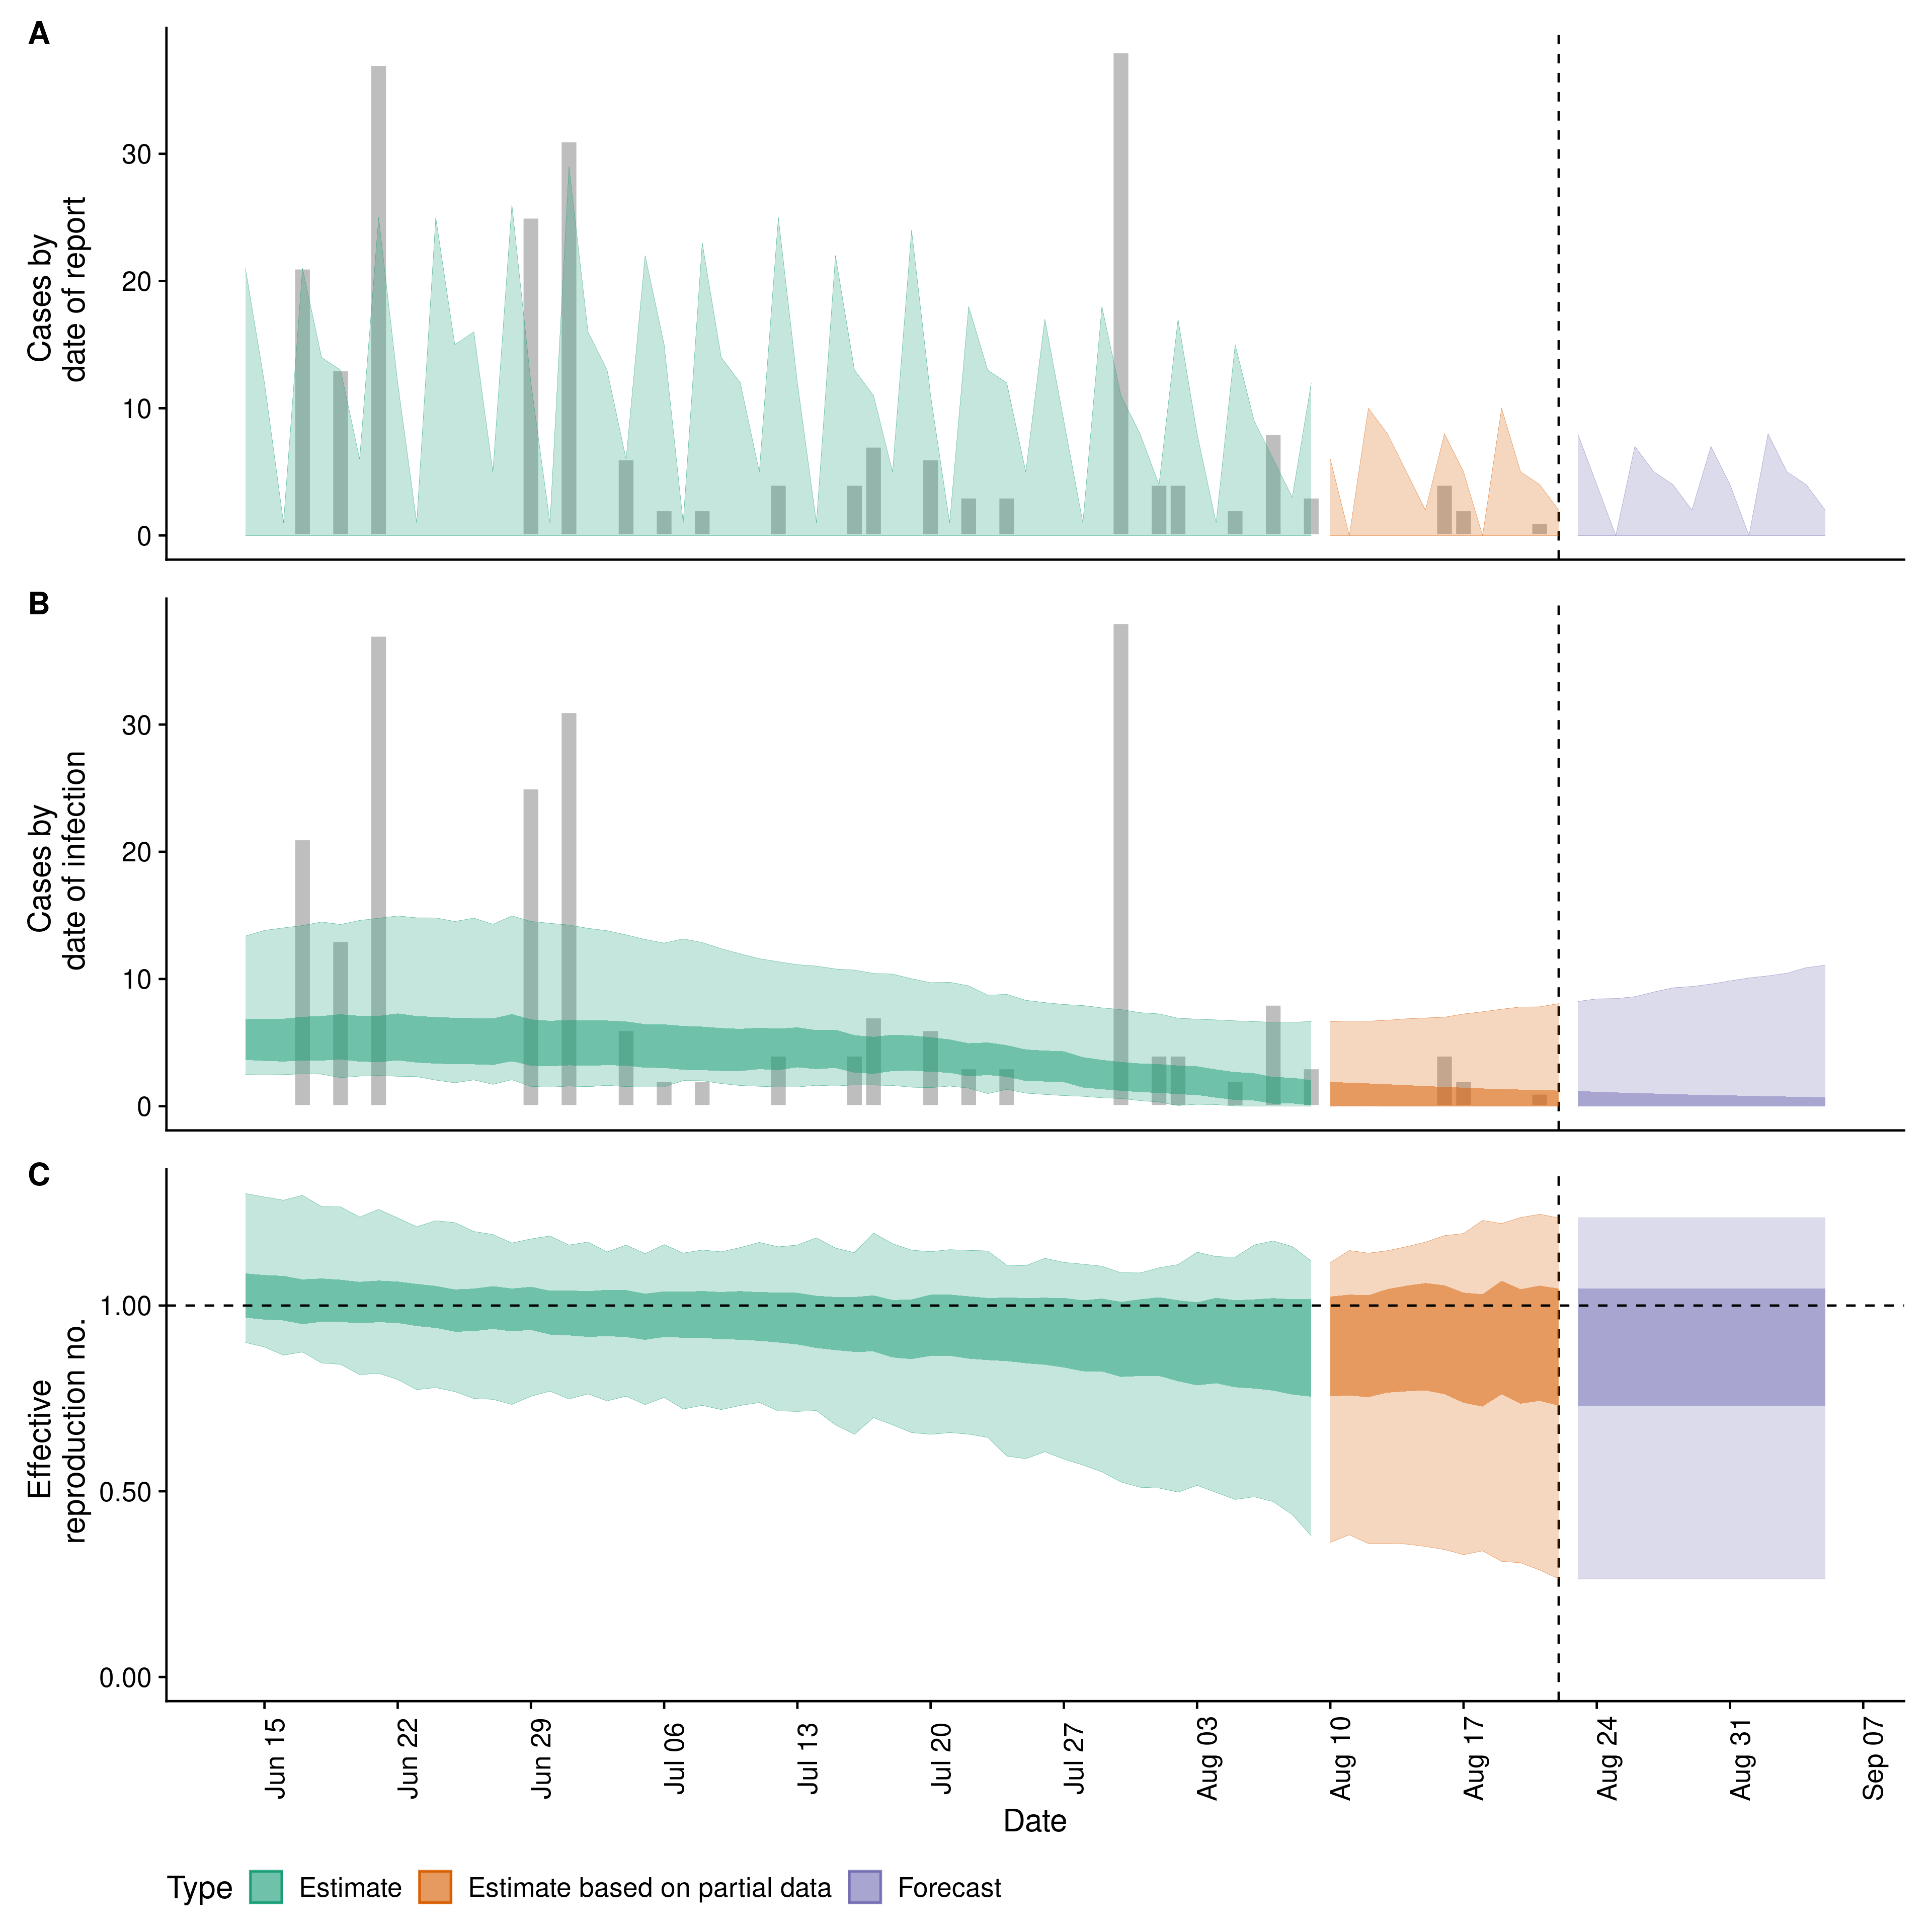 A
Cases by
date of report
30
20
10
0
B
Cases by
date of infection
30
20
10
0
C
Effective
reproduction no.
1.00
0.50
0.00
Jun 15
Jun 22
Jun 29
Jul 06
Jul 13
Jul 20
Jul 27
Aug 03
Aug 10
Aug 17
Aug 24
Aug 31
Sep 07
Date
Type Estimate Estimate based on partial data Forecast